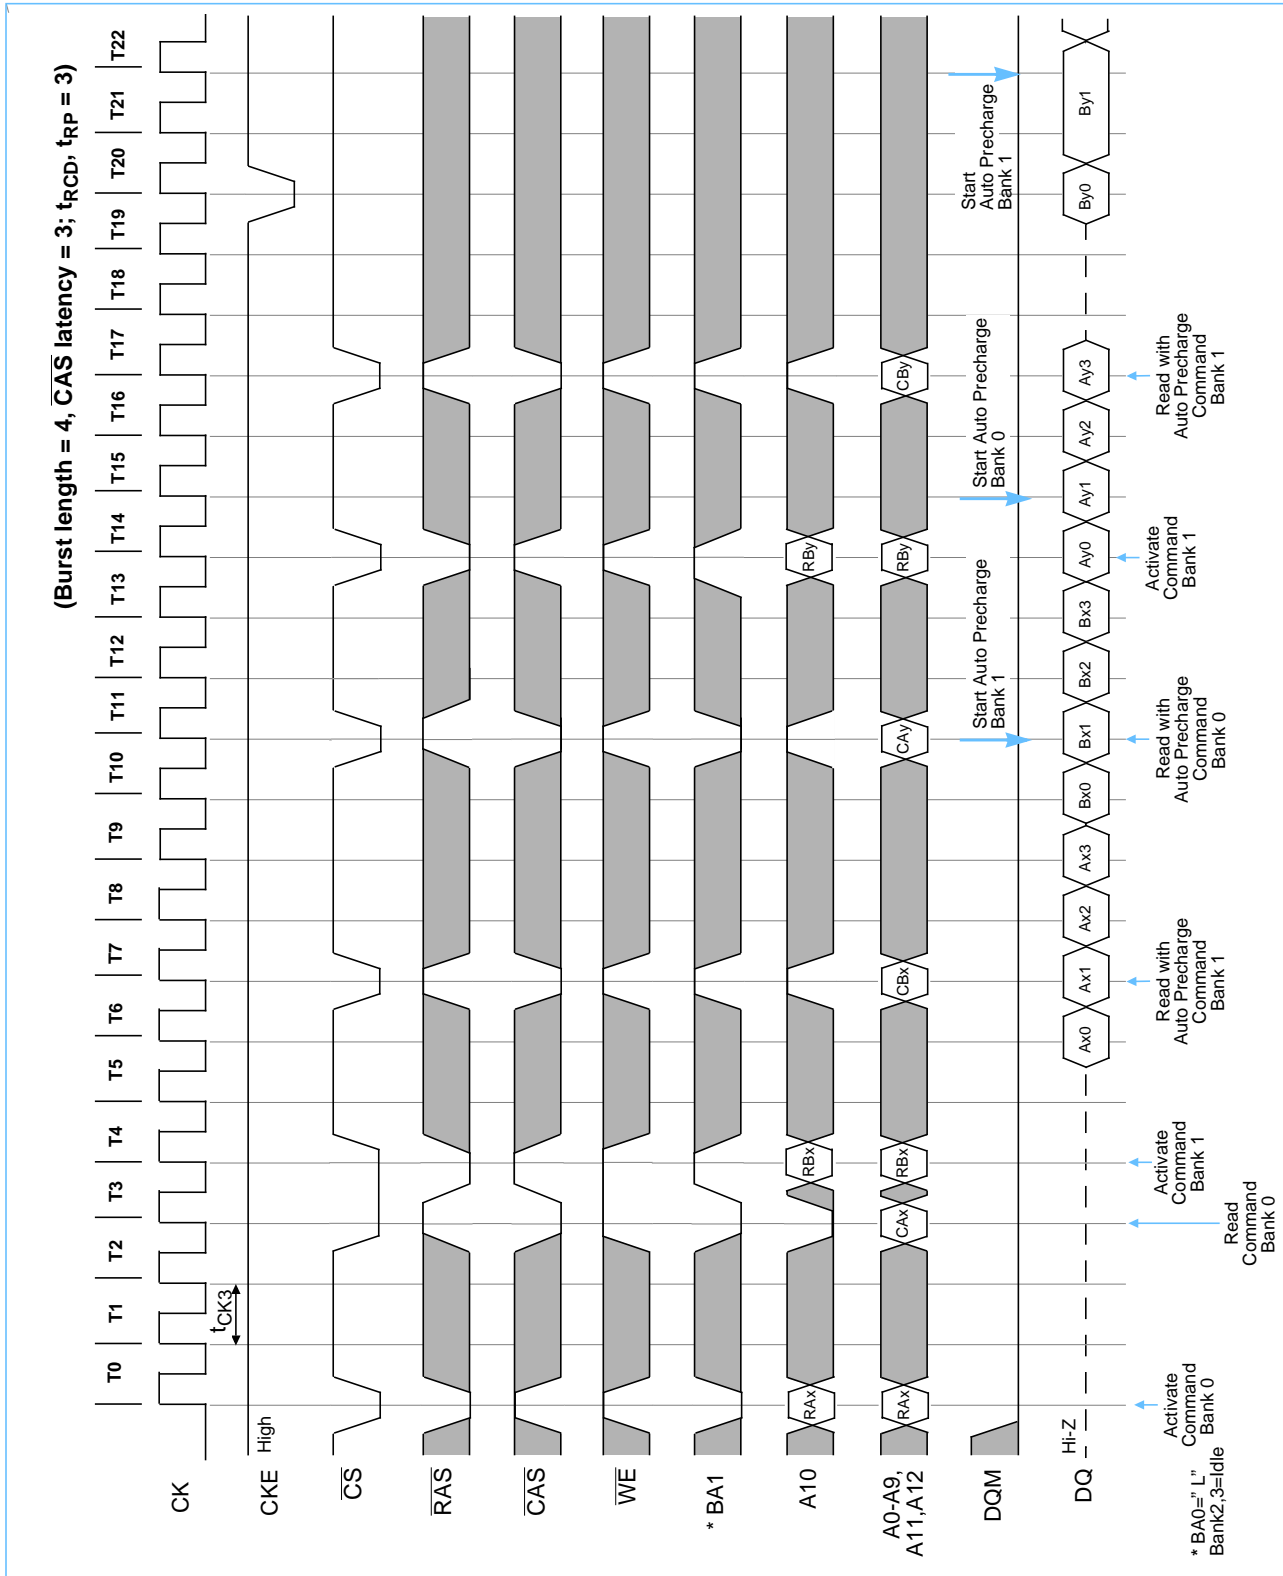 (Burst length = 4, CAS latency = 3; tRCD, tRP = 3)
T0 T1 T2 T3 T4 T5 T6 T7 T8 T9 T10 T11 T12 T13 T14 T15 T16 T17 T18 T19 T20 T21 T22
CK
tCK3
CKE
High
CS
RAS
CAS
WE
* BA1
A10
RAx RBx RBy
A0-A9,
A11,A12
RAx CAx RBx CBx CAy RBy CBy
DQM
Start Auto Precharge
Bank 1
Start Auto Precharge
Bank 0
Start
Auto Precharge
Bank 1
DQ
Hi-Z
Ax0 Ax1 Ax2 Ax3 Bx0 Bx1 Bx2 Bx3 Ay0 Ay1 Ay2 Ay3 By0 By1
Activate
Command
Bank 0
Read
Command
Bank 0
Activate
Command
Bank 1
Read with
Auto Precharge
Command
Bank 1
Read with
Auto Precharge
Command
Bank 0
Activate
Command
Bank 1
Read with
Auto Precharge
Command
Bank 1
* BA0=” L”
Bank2,3=Idle